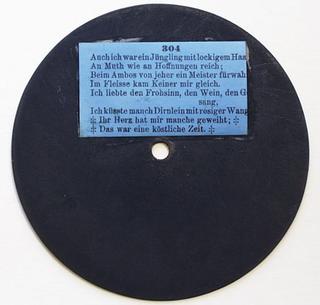 304
Auch ich war ein Jüngling mit lockigem Haa
An Muth wie an Hoffnungen reich;
Beim Ambos von jeher ein Meister fürwah
Im Fleisse kam Keiner mir gleich.
Ich liebte den Frohsinn, den Wein, den G
sang,
Ich küsste manch Dirnlein mit rosiger Wang
‡ Ihr Herz hat mir manche geweiht; ‡
‡ Das war eine köstliche Zeit. ‡